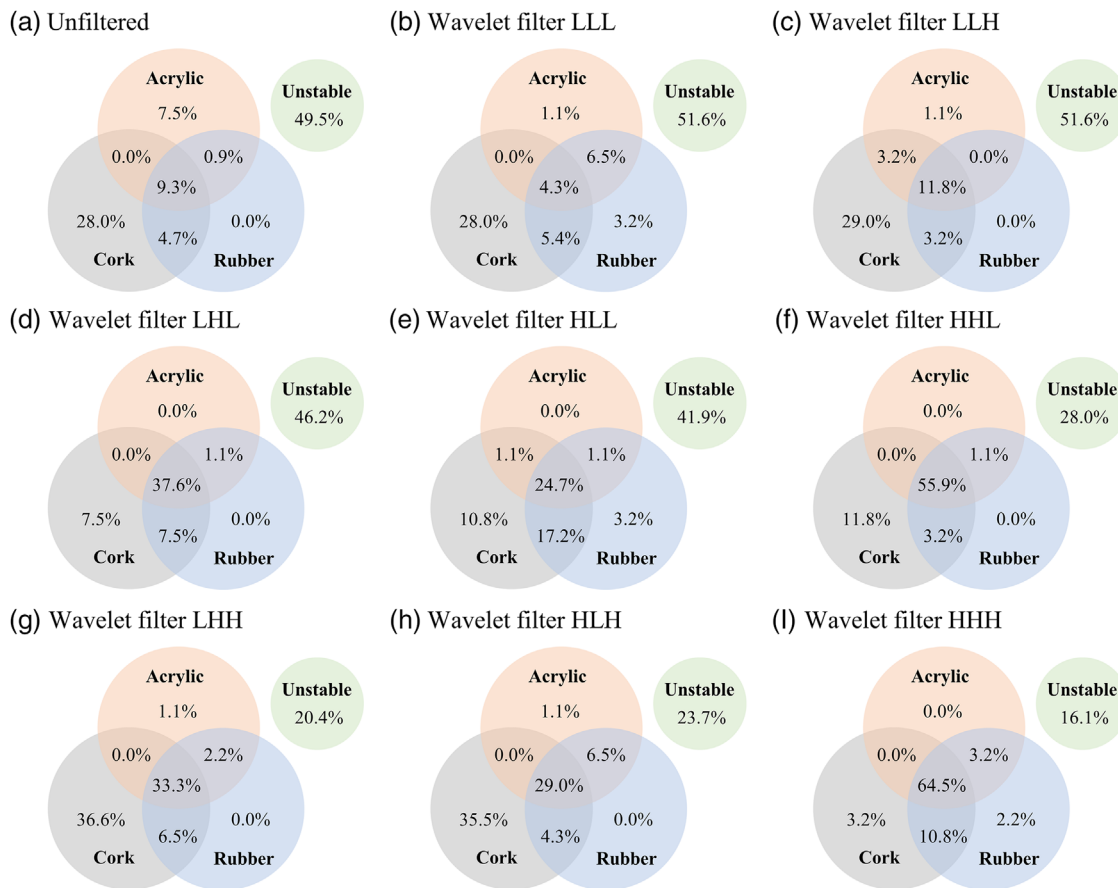 (a) Unfiltered
Acrylic
7.5%
Unstable
49.5%
0.0%
0.9%
9.3%
28.0%
0.0%
4.7%
Cork
Rubber
(b) Wavelet filter LLL
Acrylic
1.1%
Unstable
51.6%
0.0%
6.5%
4.3%
28.0%
3.2%
5.4%
Cork
Rubber
(c) Wavelet filter LLH
Acrylic
1.1%
Unstable
51.6%
3.2%
0.0%
11.8%
29.0%
0.0%
3.2%
Cork
Rubber
(d) Wavelet filter LHL
Acrylic
0.0%
Unstable
46.2%
0.0%
1.1%
37.6%
7.5%
0.0%
7.5%
Cork
Rubber
(e) Wavelet filter HLL
Acrylic
0.0%
Unstable
41.9%
1.1%
1.1%
24.7%
10.8%
3.2%
17.2%
Cork
Rubber
(f) Wavelet filter HHL
Acrylic
0.0%
Unstable
28.0%
0.0%
1.1%
55.9%
11.8%
0.0%
3.2%
Cork
Rubber
(g) Wavelet filter LHH
Acrylic
1.1%
Unstable
20.4%
0.0%
2.2%
33.3%
36.6%
0.0%
6.5%
Cork
Rubber
(h) Wavelet filter HLH
Acrylic
1.1%
Unstable
23.7%
0.0%
6.5%
29.0%
35.5%
0.0%
4.3%
Cork
Rubber
(l) Wavelet filter HHH
Acrylic
0.0%
Unstable
16.1%
0.0%
3.2%
64.5%
3.2%
2.2%
10.8%
Cork
Rubber